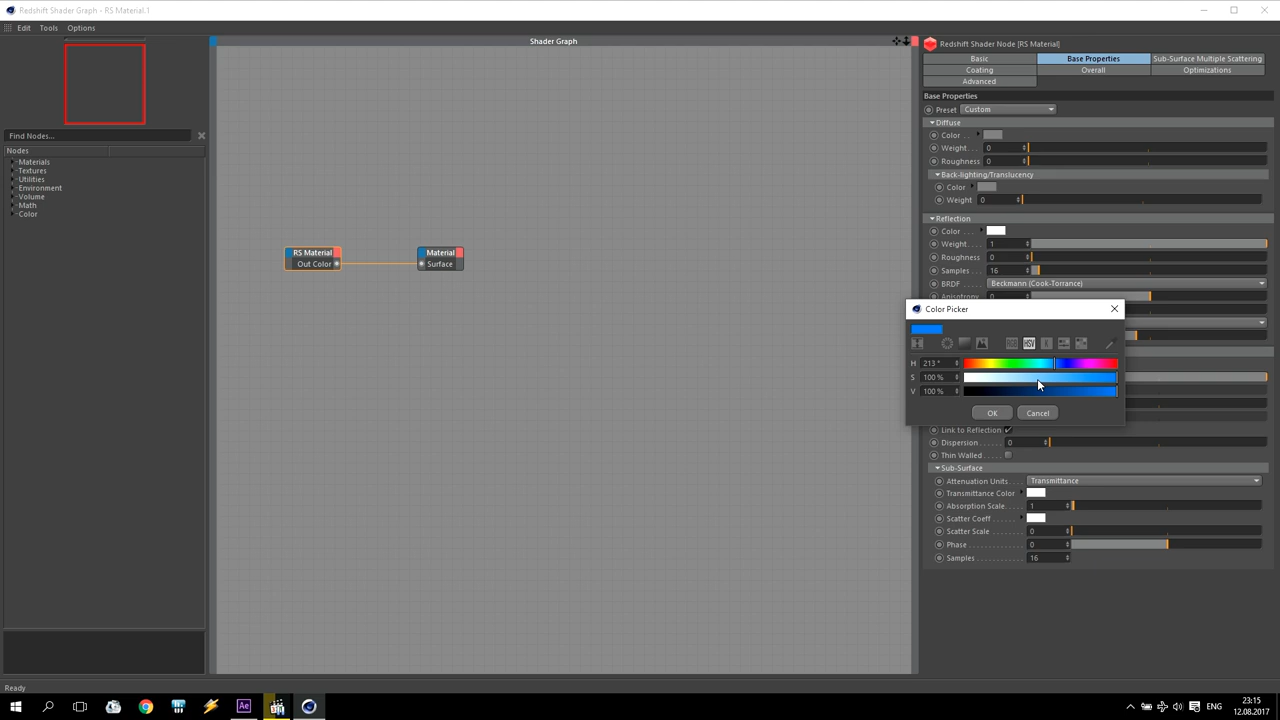 Redshift Shader Graph - RS Material.1
Edit Tools Options
Shader Graph
Find Nodes...
Nodes
Materials
Textures
Utilities
Environment
Volume
Math
Color
RS Material
Out Color
Material
Surface
Redshift Shader Node [RS Material]
Basic Base Properties Sub-Surface Multiple Scattering
Coating Overall Optimizations
Advanced
Base Properties
Preset Custom
Diffuse
Color . .
Weight. . . 0
Roughness 0
Back-lighting/Translucency
Color
Weight 0
Reflection
Color . . .
Weight. . . 1
Roughness 0
Samples . . 16
BRDF Beckmann (Cook-Torrance)
Anisotropy 0
Color Picker
RGB HSV K
H 213 °
S 100 %
V 100 %
OK Cancel
Link to Reflection
Dispersion . . . . . 0
Thin Walled . . . . .
Sub-Surface
Attenuation Units . . . . Transmittance
Transmittance Color
Absorption Scale. . . . 1
Scatter Coeff . . . . . .
Scatter Scale. . . . . . . 0
Phase . . . . . . . . . . . . 0
Samples . . . . . . . . . . 16
Ready
Ae
ENG
23:15
12.08.2017